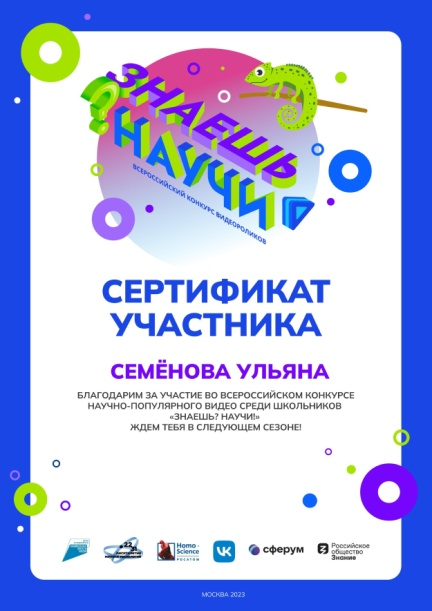 ЗНАЕШЬ
? НАУЧИ
ВСЕРОССИЙСКИЙ КОНКУРС ВИДЕОРОЛИКОВ
СЕРТИФИКАТ
УЧАСТНИКА
СЕМЁНОВА УЛЬЯНА
БЛАГОДАРИМ ЗА УЧАСТИЕ ВО ВСЕРОССИЙСКОМ КОНКУРСЕ
НАУЧНО-ПОПУЛЯРНОГО ВИДЕО СРЕДИ ШКОЛЬНИКОВ
«ЗНАЕШЬ? НАУЧИ!»
ЖДЕМ ТЕБЯ В СЛЕДУЮЩЕМ СЕЗОНЕ!
Homo
Science
РОСАТОМ
VK
сферум
Российское
общество
Знание
МОСКВА 2023